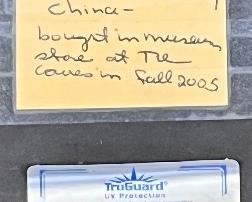 China-
bought in museum
store at The
Caves in Fall 2005
TruGuard
UV Protection